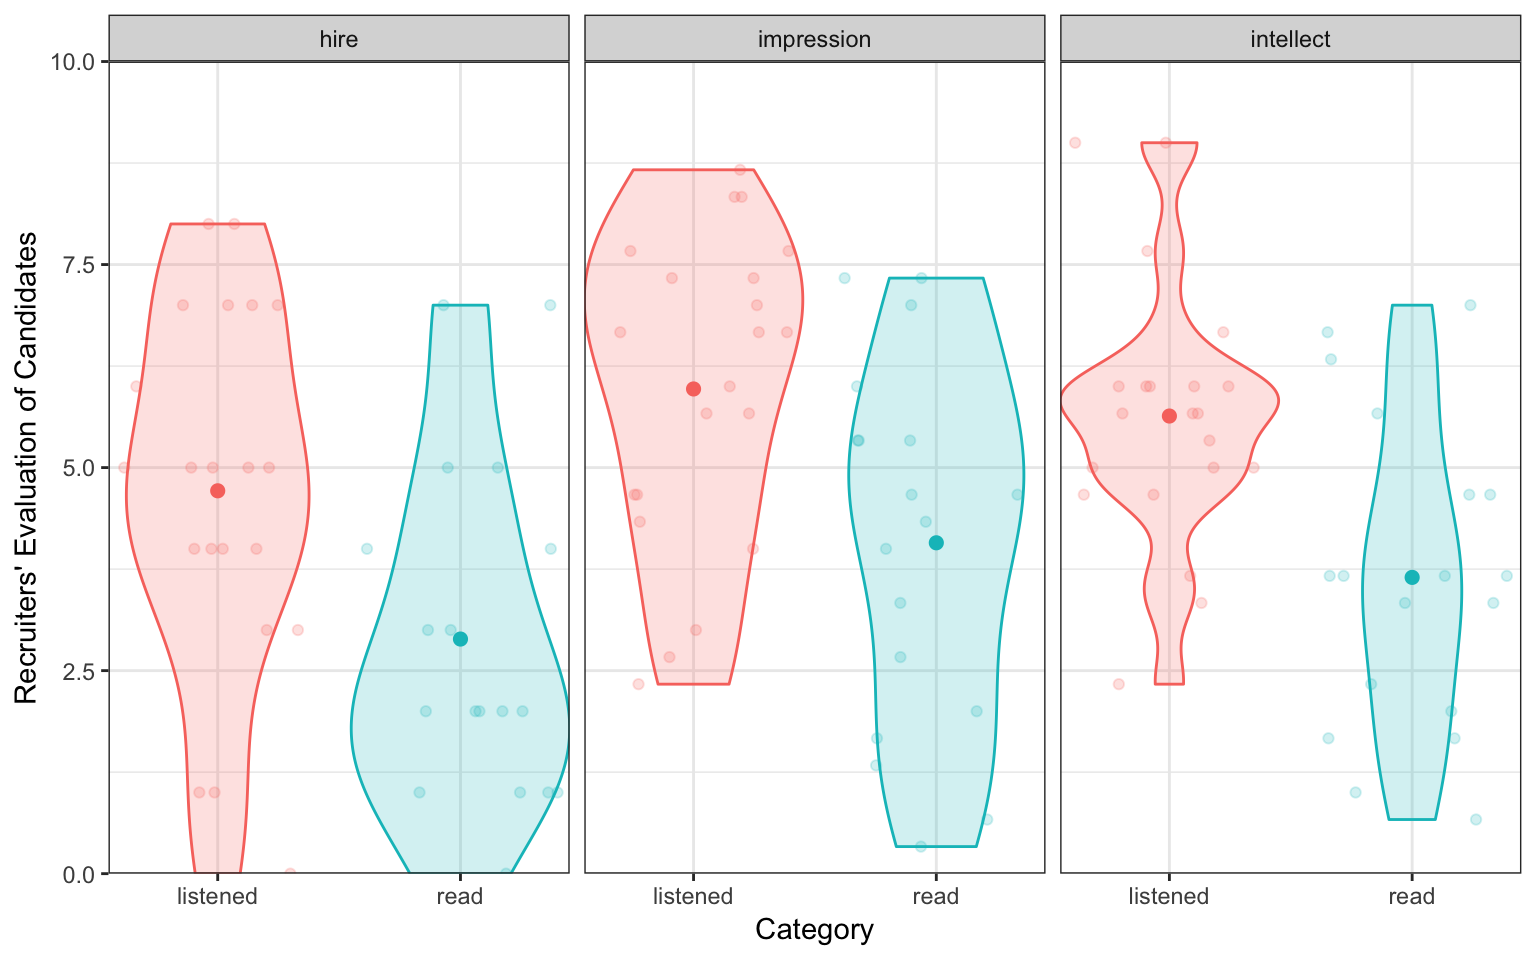 hire
impression
intellect
Recruiters' Evaluation of Candidates
10.0
7.5
5.0
2.5
0.0
listened
read
listened
read
listened
read
Category